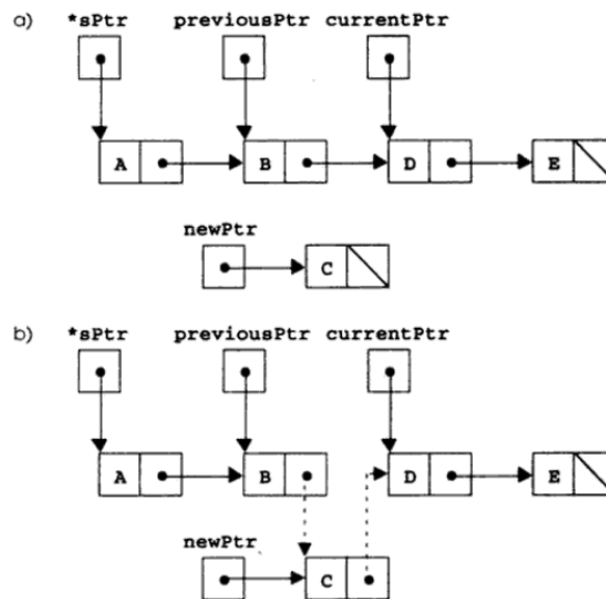 a) *sPtr previousPtr currentPtr
A B D E
newPtr
C
b) *sPtr previousPtr currentPtr
A B D E
newPtr
C